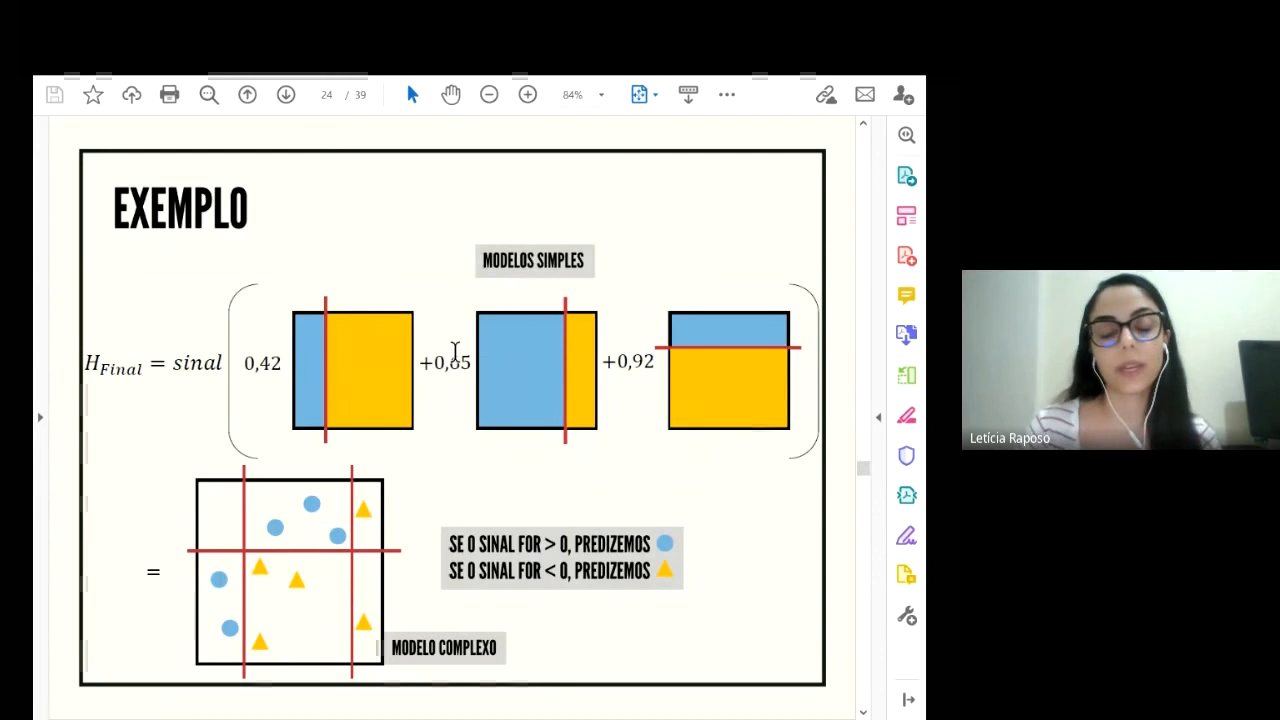 24 / 39
84%
EXEMPLO
MODELOS SIMPLES
H_Final = sinal 0,42 +0,65 +0,92
=
SE O SINAL FOR > 0, PREDIZEMOS
SE O SINAL FOR < 0, PREDIZEMOS
MODELO COMPLEXO
Letícia Raposo